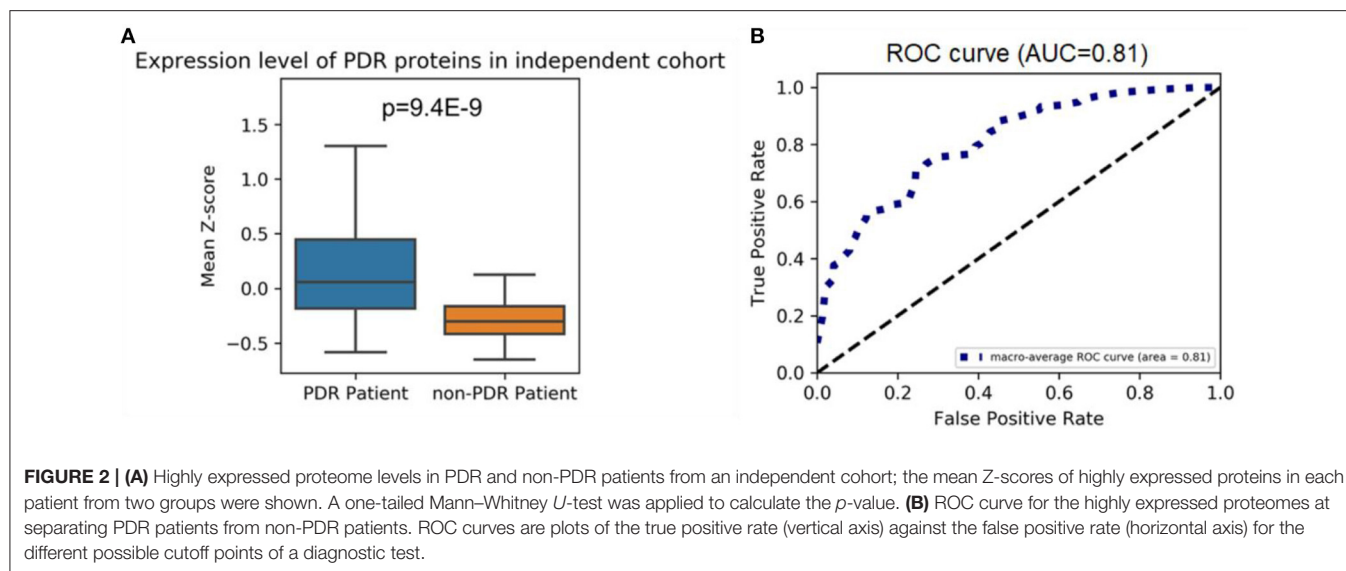 A
Expression level of PDR proteins in independent cohort
p=9.4E-9
Mean Z-score
1.5
1.0
0.5
0.0
−0.5
PDR Patient
non-PDR Patient
B
ROC curve (AUC=0.81)
True Positive Rate
1.0
0.8
0.6
0.4
0.2
0.0
macro-average ROC curve (area = 0.81)
0.0 0.2 0.4 0.6 0.8 1.0
False Positive Rate
FIGURE 2 | (A) Highly expressed proteome levels in PDR and non-PDR patients from an independent cohort; the mean Z-scores of highly expressed proteins in each
patient from two groups were shown. A one-tailed Mann–Whitney U-test was applied to calculate the p-value. (B) ROC curve for the highly expressed proteomes at
separating PDR patients from non-PDR patients. ROC curves are plots of the true positive rate (vertical axis) against the false positive rate (horizontal axis) for the
different possible cutoff points of a diagnostic test.